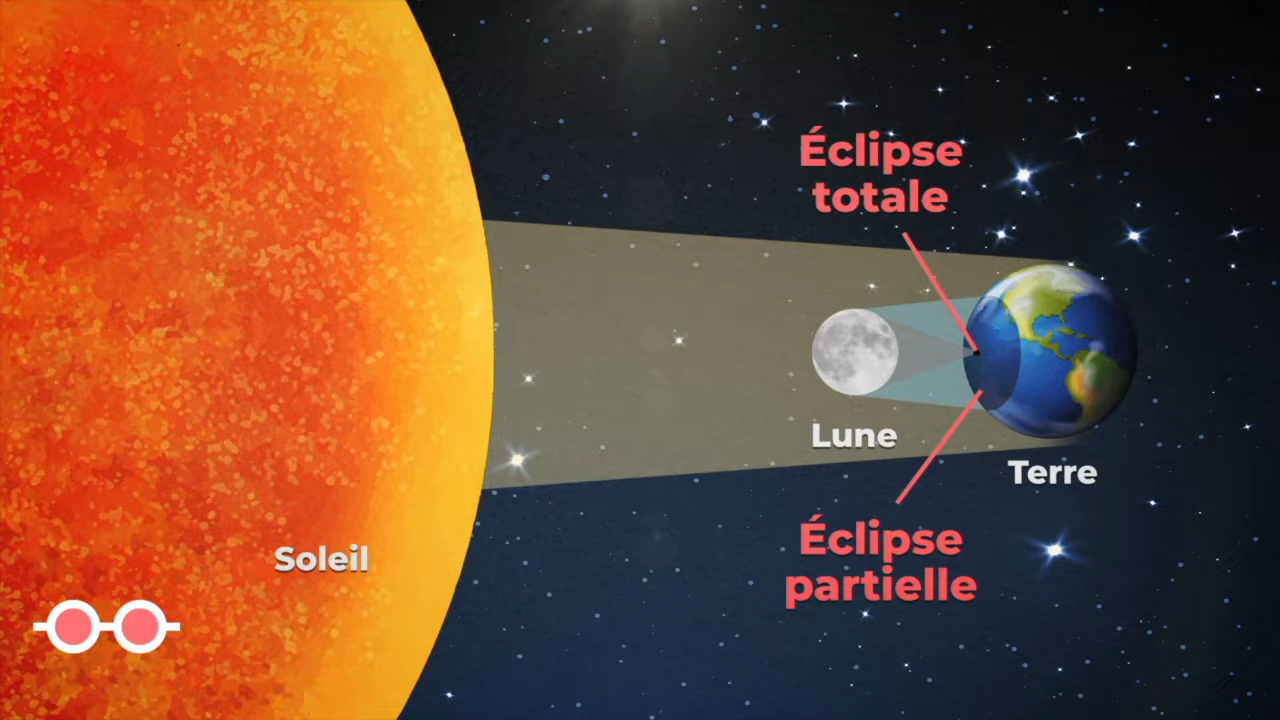 Éclipse
totale
Lune
Terre
Éclipse
partielle
Soleil